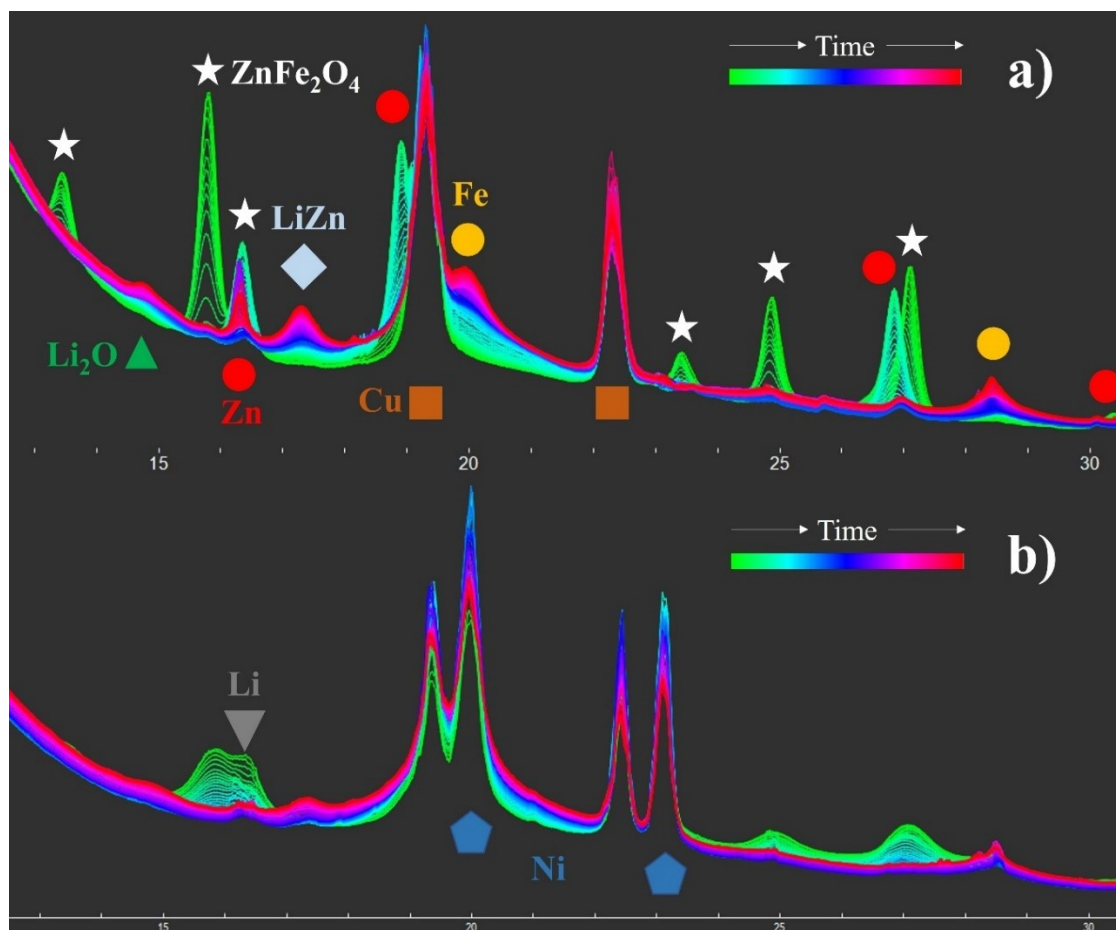 Time
a)
ZnFe₂O₄
LiZn
Fe
Li₂O
Zn
Cu
15 20 25 30
Time
b)
Li
Ni
15 20 25 30